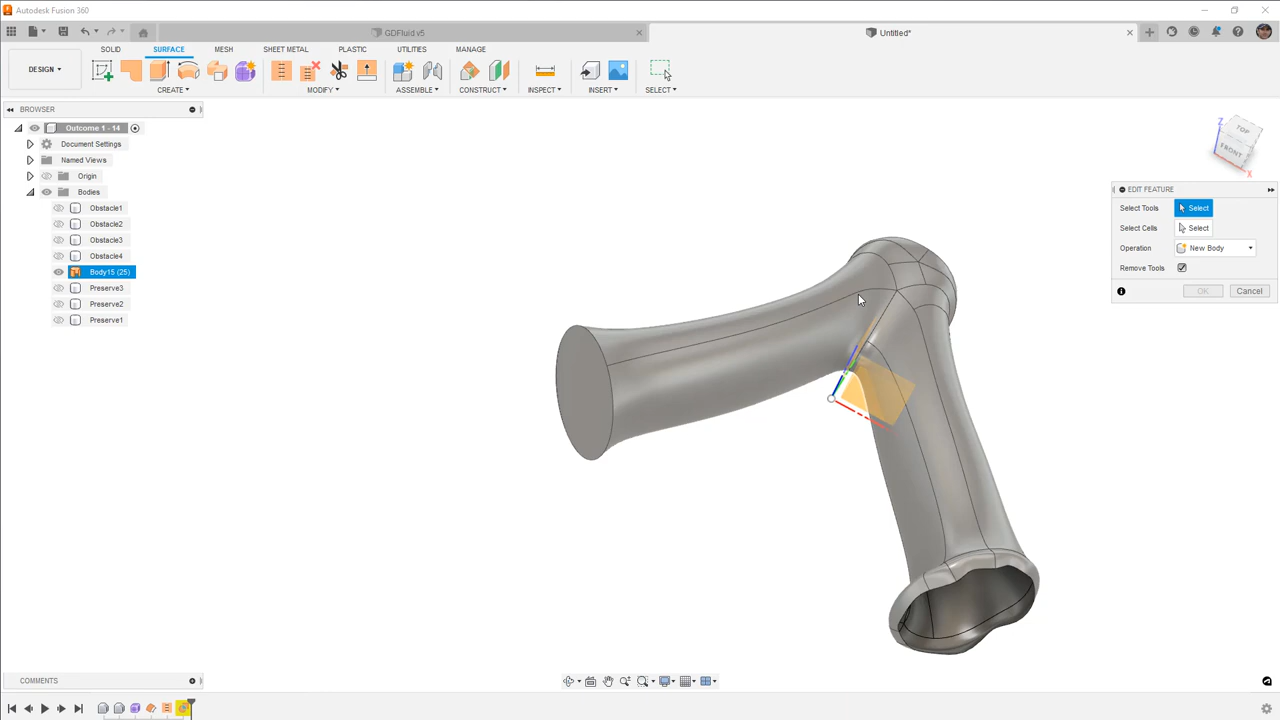 Autodesk Fusion 360
GDFluid v5
Untitled*
DESIGN
SOLID
SURFACE
MESH
SHEET METAL
PLASTIC
UTILITIES
MANAGE
CREATE
MODIFY
ASSEMBLE
CONSTRUCT
INSPECT
INSERT
SELECT
BROWSER
Outcome 1 - 14
Document Settings
Named Views
Origin
Bodies
Obstacle1
Obstacle2
Obstacle3
Obstacle4
Body15 (25)
Preserve3
Preserve2
Preserve1
TOP
FRONT
Z
X
EDIT FEATURE
Select Tools Select
Select Cells Select
Operation New Body
Remove Tools
OK Cancel
COMMENTS